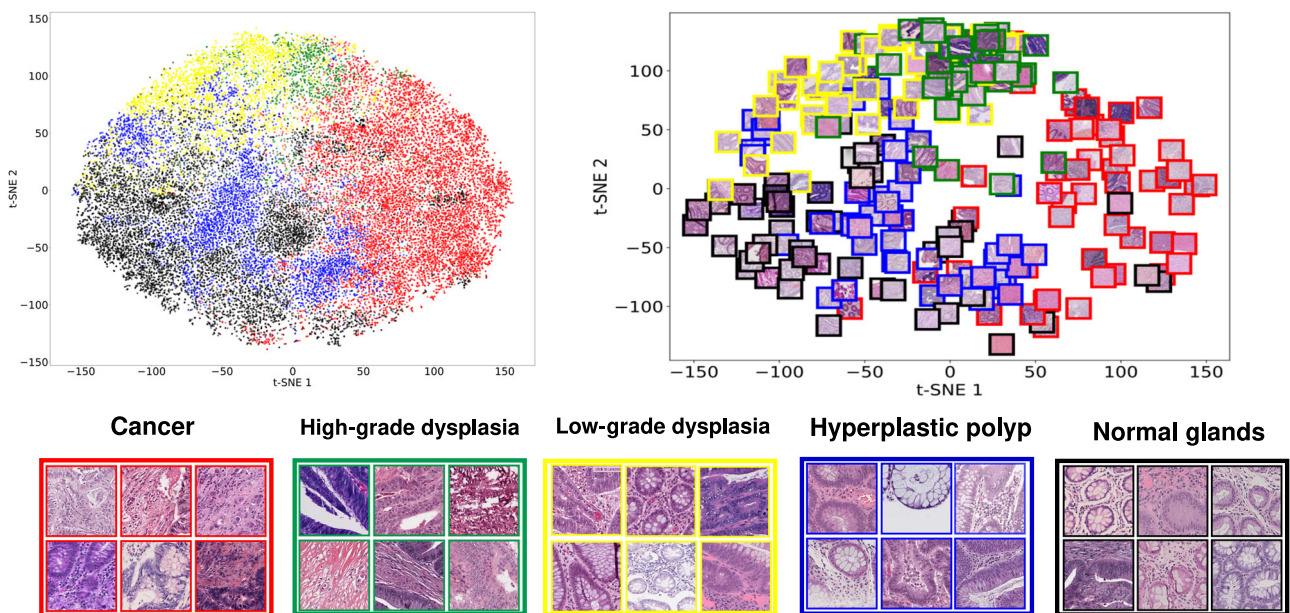 150
100
50
0
−50
−100
−150
t-SNE 2
−150 −100 −50 0 50 100 150
t-SNE 1
100
50
0
−50
−100
t-SNE 2
−150 −100 −50 0 50 100 150
t-SNE 1
Cancer
High-grade dysplasia
Low-grade dysplasia
Hyperplastic polyp
Normal glands